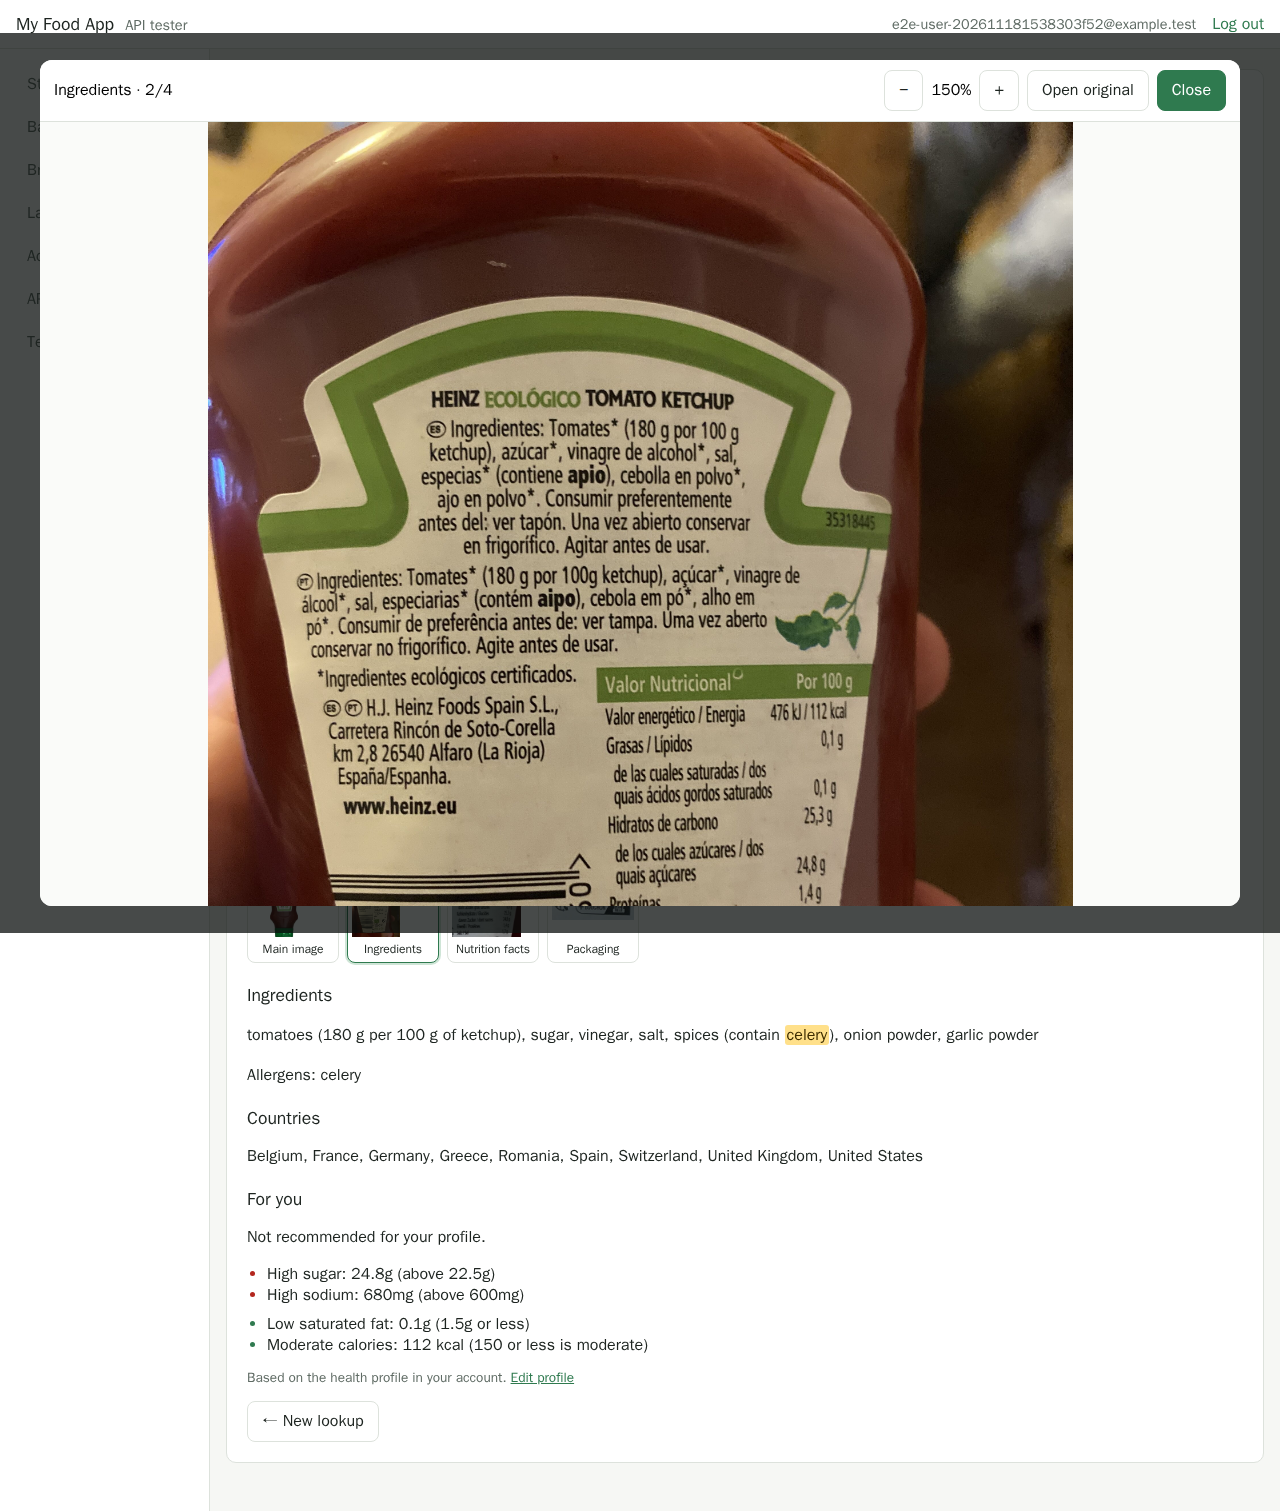 My Food App API tester e2e-user-202611181538303f52@example.test Log out
Ingredients · 2/4 − 150% + Open original Close
HEINZ ECOLÓGICO TOMATO KETCHUP
ES Ingredientes: Tomates* (180 g por 100 g
ketchup), azúcar*, vinagre de alcohol*, sal,
especias* (contiene apio), cebolla en polvo*,
ajo en polvo*. Consumir preferentemente
antes del: ver tapón. Una vez abierto conservar
en frigorífico. Agitar antes de usar.
35318445
PT Ingredientes: Tomates* (180 g por 100g ketchup), açúcar*, vinagre de
álcool*, sal, especiarias* (contém aipo), cebola em pó*, alho em
pó*. Consumir de preferência antes de: ver tampa. Uma vez aberto
conservar no frigorífico. Agite antes de usar.
*Ingredientes ecológicos certificados.
ES PT H.J. Heinz Foods Spain S.L.,
Carretera Rincón de Soto-Corella
km 2,8 26540 Alfaro (La Rioja)
España/Espanha.
www.heinz.eu
Valor Nutricional Por 100 g
Valor energético / Energia 476 kJ / 112 kcal
Grasas / Lípidos 0,1 g
de las cuales saturadas / dos
quais ácidos gordos saturados 0,1 g
Hidratos de carbono 25,3 g
de los cuales azúcares / dos
quais açúcares 24,8 g
Proteínas 1,4 g
Main image
Ingredients
Nutrition facts
Packaging
Ingredients
tomatoes (180 g per 100 g of ketchup), sugar, vinegar, salt, spices (contain celery), onion powder, garlic powder
Allergens: celery
Countries
Belgium, France, Germany, Greece, Romania, Spain, Switzerland, United Kingdom, United States
For you
Not recommended for your profile.
High sugar: 24.8g (above 22.5g)
High sodium: 680mg (above 600mg)
Low saturated fat: 0.1g (1.5g or less)
Moderate calories: 112 kcal (150 or less is moderate)
Based on the health profile in your account. Edit profile
← New lookup